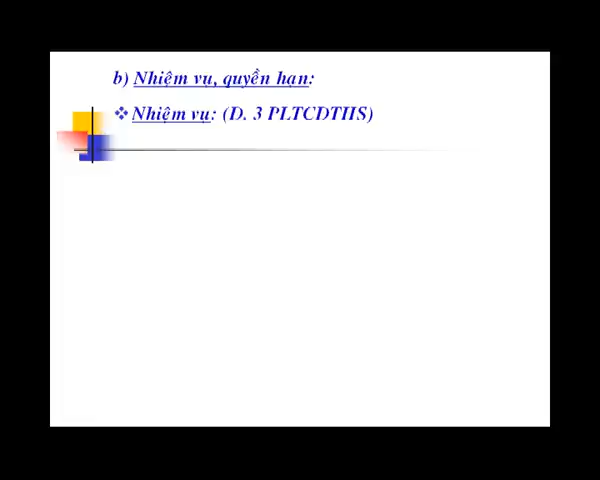 b) Nhiệm vụ, quyền hạn:
Nhiệm vụ: (D. 3 PLTCDTHS)